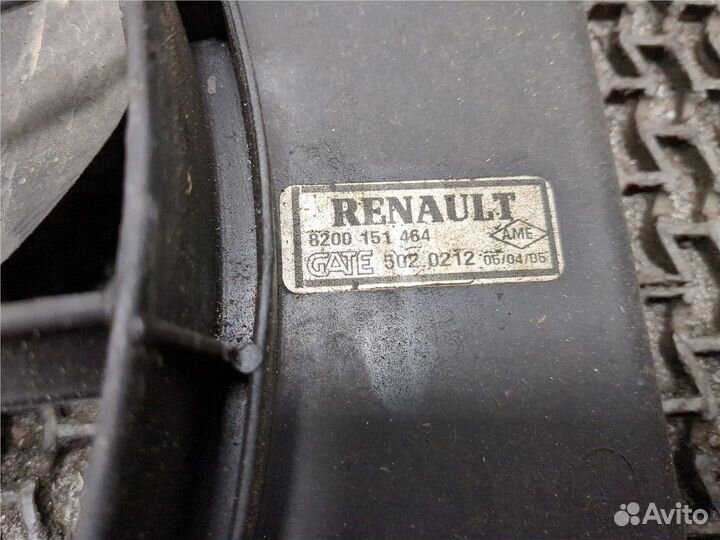 RENAULT
8200 151 464
AME
GATE 502 0212 05/04/06
Avito